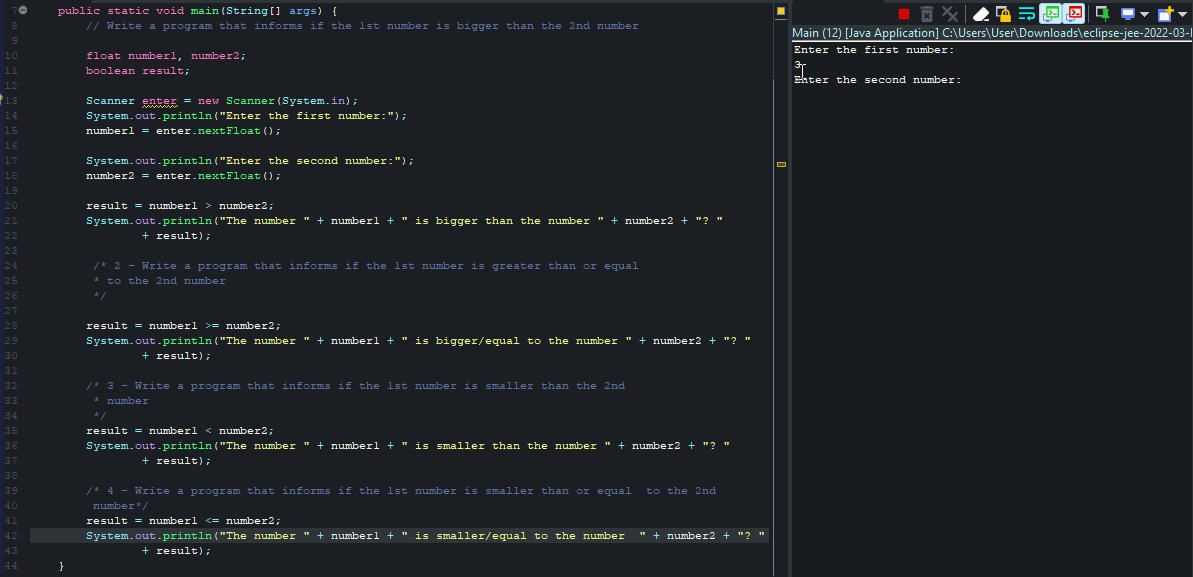 7 public static void main(String[] args) {
8 // Write a program that informs if the 1st number is bigger than the 2nd number
9
10 float number1, number2;
11 boolean result;
12
13 Scanner enter = new Scanner(System.in);
14 System.out.println("Enter the first number:");
15 number1 = enter.nextFloat();
16
17 System.out.println("Enter the second number:");
18 number2 = enter.nextFloat();
19
20 result = number1 > number2;
21 System.out.println("The number " + number1 + " is bigger than the number " + number2 + "? "
22 + result);
23
24 /* 2 - Write a program that informs if the 1st number is greater than or equal
25 * to the 2nd number
26 */
27
28 result = number1 >= number2;
29 System.out.println("The number " + number1 + " is bigger/equal to the number " + number2 + "? "
30 + result);
31
32 /* 3 - Write a program that informs if the 1st number is smaller than the 2nd
33 * number
34 */
35 result = number1 < number2;
36 System.out.println("The number " + number1 + " is smaller than the number " + number2 + "? "
37 + result);
38
39 /* 4 - Write a program that informs if the 1st number is smaller than or equal  to the 2nd
40 number*/
41 result = number1 <= number2;
42 System.out.println("The number " + number1 + " is smaller/equal to the number  " + number2 + "? "
43 + result);
44 }
Main (12) [Java Application] C:\Users\User\Downloads\eclipse-jee-2022-03-
Enter the first number:
3
Enter the second number: